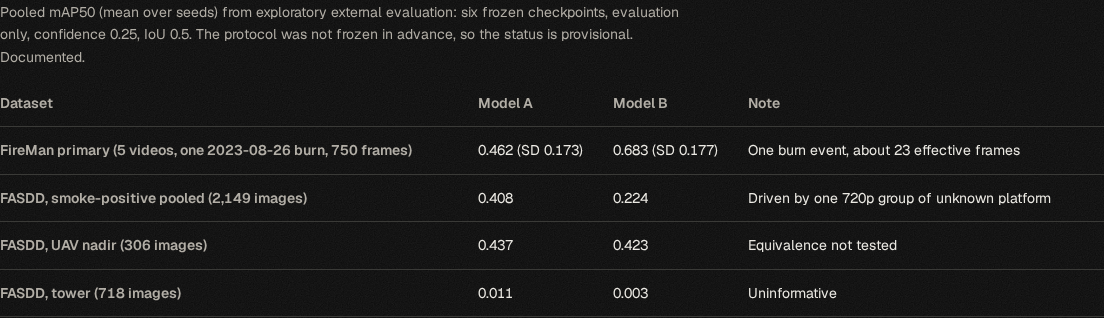 Pooled mAP50 (mean over seeds) from exploratory external evaluation: six frozen checkpoints, evaluation
only, confidence 0.25, IoU 0.5. The protocol was not frozen in advance, so the status is provisional.
Documented.
Dataset Model A Model B Note
FireMan primary (5 videos, one 2023-08-26 burn, 750 frames) 0.462 (SD 0.173) 0.683 (SD 0.177) One burn event, about 23 effective frames
FASDD, smoke-positive pooled (2,149 images) 0.408 0.224 Driven by one 720p group of unknown platform
FASDD, UAV nadir (306 images) 0.437 0.423 Equivalence not tested
FASDD, tower (718 images) 0.011 0.003 Uninformative